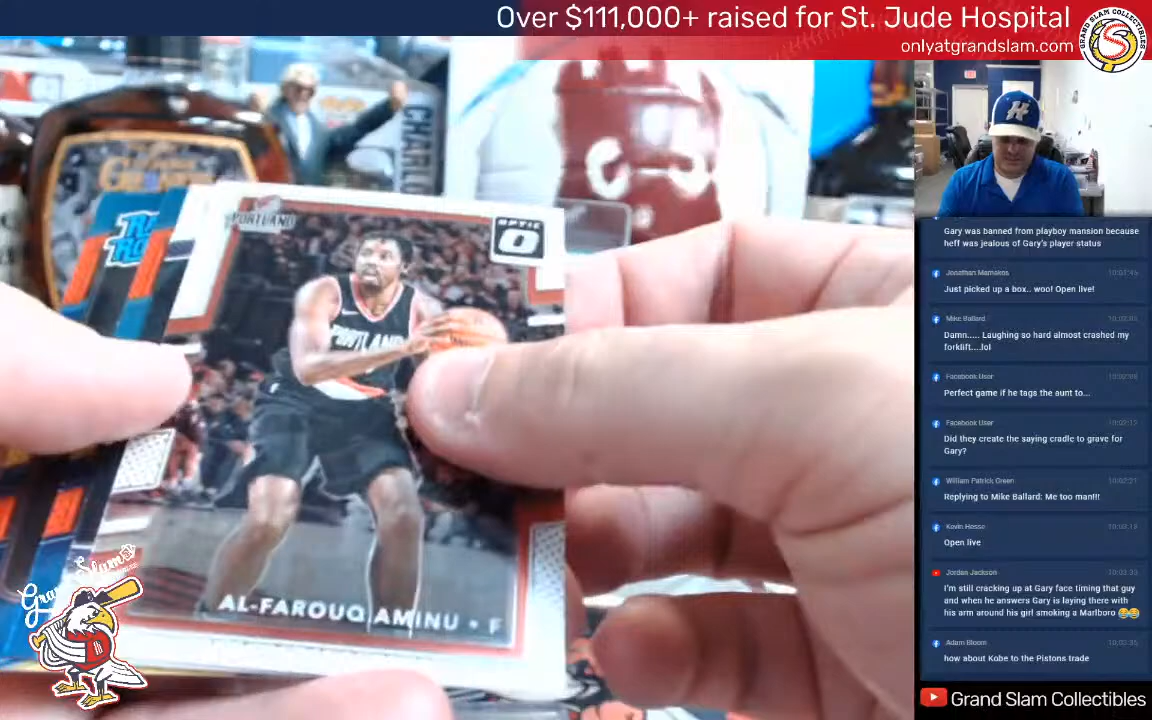 Over $111,000+ raised for St. Jude Hospital
onlyatgrandslam.com
GRAND SLAM COLLECTIBLES
S
H
PORTLAND
OPTIC
PORTLAND
AL-FAROUQ AMINU • F
Grand Slam
Gary was banned from playboy mansion because
heff was jealous of Gary's player status
Just picked up a box.. woo! Open live!
Mike Ballard
Damn..... Laughing so hard almost crashed my
forklift....lol
Facebook User
Perfect game if he tags the aunt to...
Facebook User
Did they create the saying cradle to grave for
Gary?
William Patrick Green
Replying to Mike Ballard: Me too man!!!
Open live
Jordan Jackson
I'm still cracking up at Gary face timing that guy
and when he answers Gary is laying there with
his arm around his girl smoking a Marlboro 😂😂
Adam Bloom
how about Kobe to the Pistons trade
Grand Slam Collectibles